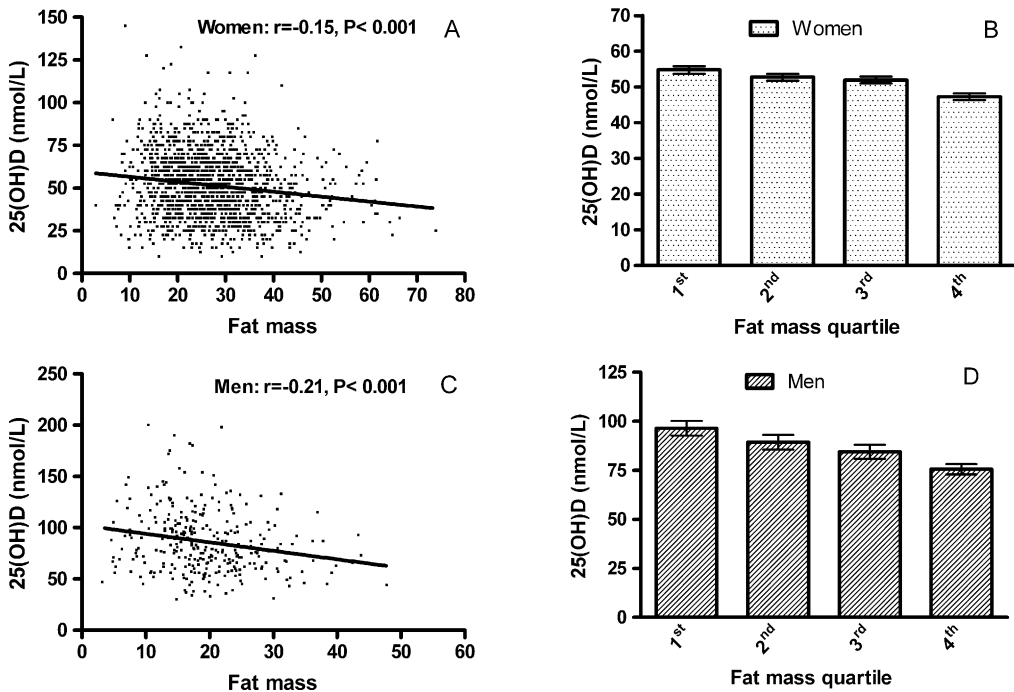 Women: r=-0.15, P< 0.001
A
25(OH)D (nmol/L)
150
125
100
75
50
25
0
0 10 20 30 40 50 60 70 80
Fat mass
Women
B
25(OH)D (nmol/L)
70
60
50
40
30
20
10
0
1st 2nd 3rd 4th
Fat mass quartile
Men: r=-0.21, P< 0.001
C
25(OH)D (nmol/L)
250
200
150
100
50
0
0 10 20 30 40 50 60
Fat mass
Men
D
25(OH)D (nmol/L)
125
100
75
50
25
0
1st 2nd 3rd 4th
Fat mass quartile